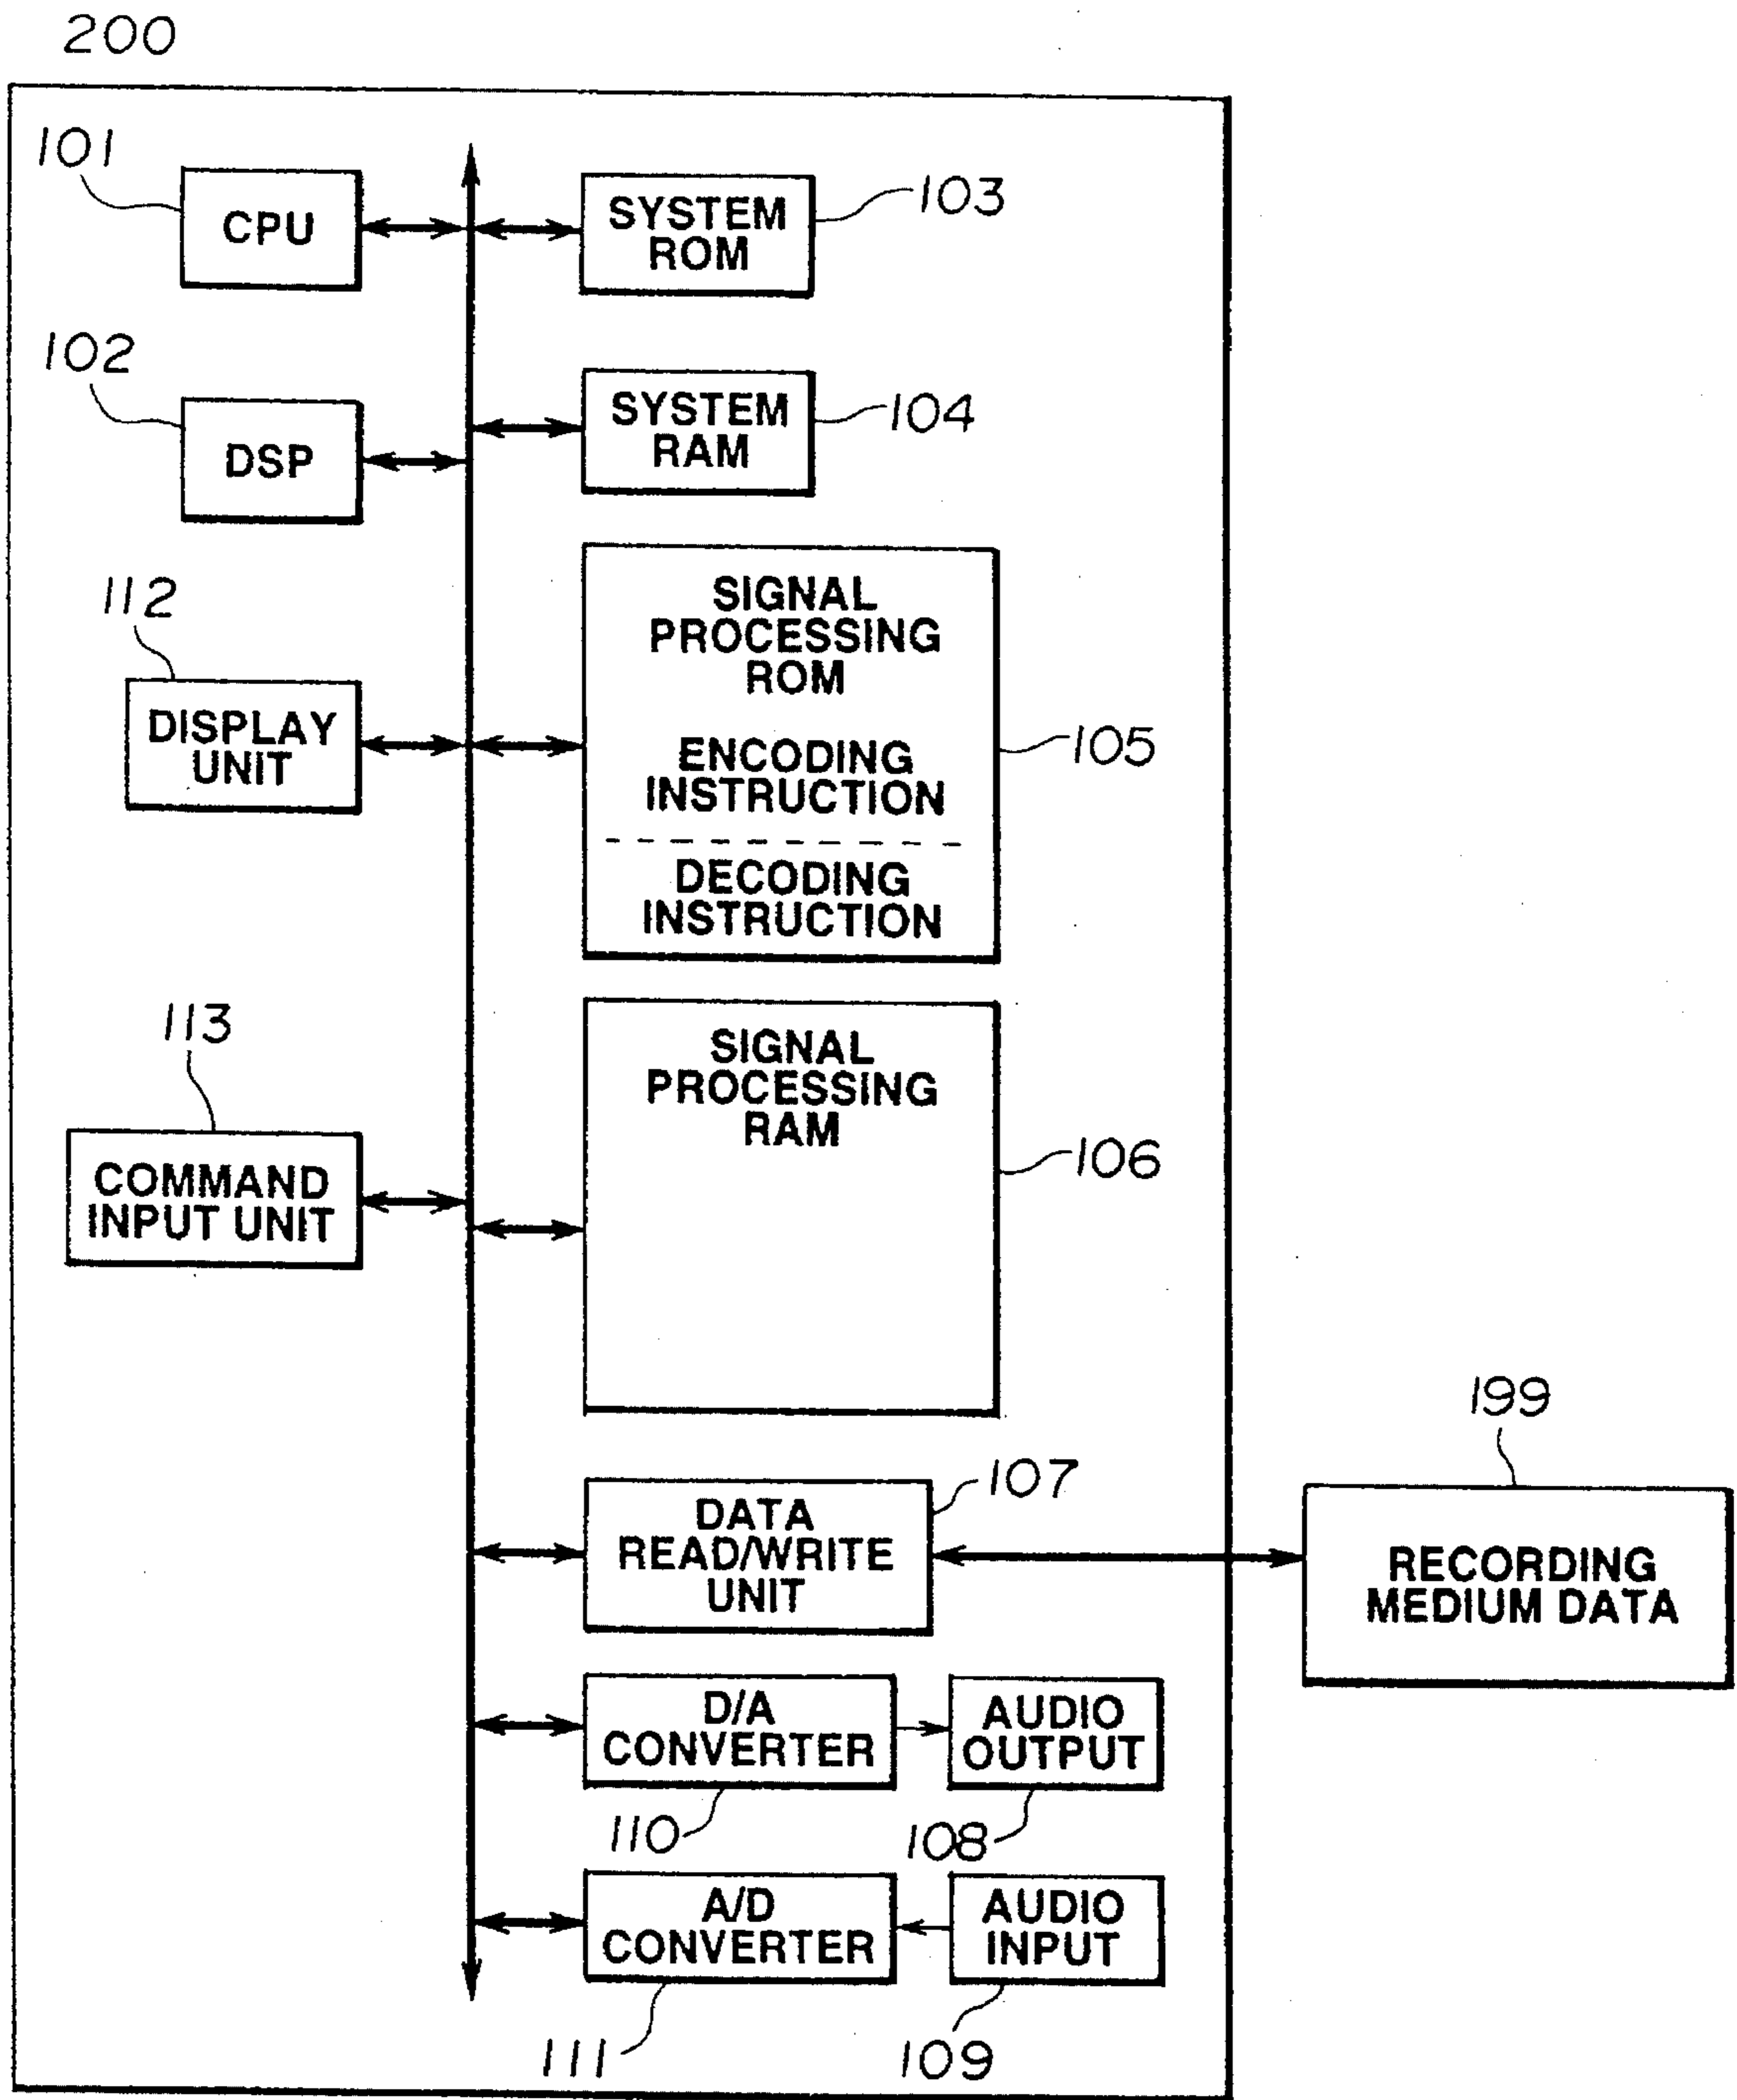 200
101
CPU
SYSTEM
ROM
103
102
DSP
SYSTEM
RAM
104
112
DISPLAY
UNIT
SIGNAL
PROCESSING
ROM
ENCODING
INSTRUCTION
DECODING
INSTRUCTION
105
113
COMMAND
INPUT UNIT
SIGNAL
PROCESSING
RAM
106
107
DATA
READ/WRITE
UNIT
199
RECORDING
MEDIUM DATA
D/A
CONVERTER
110
AUDIO
OUTPUT
108
A/D
CONVERTER
111
AUDIO
INPUT
109